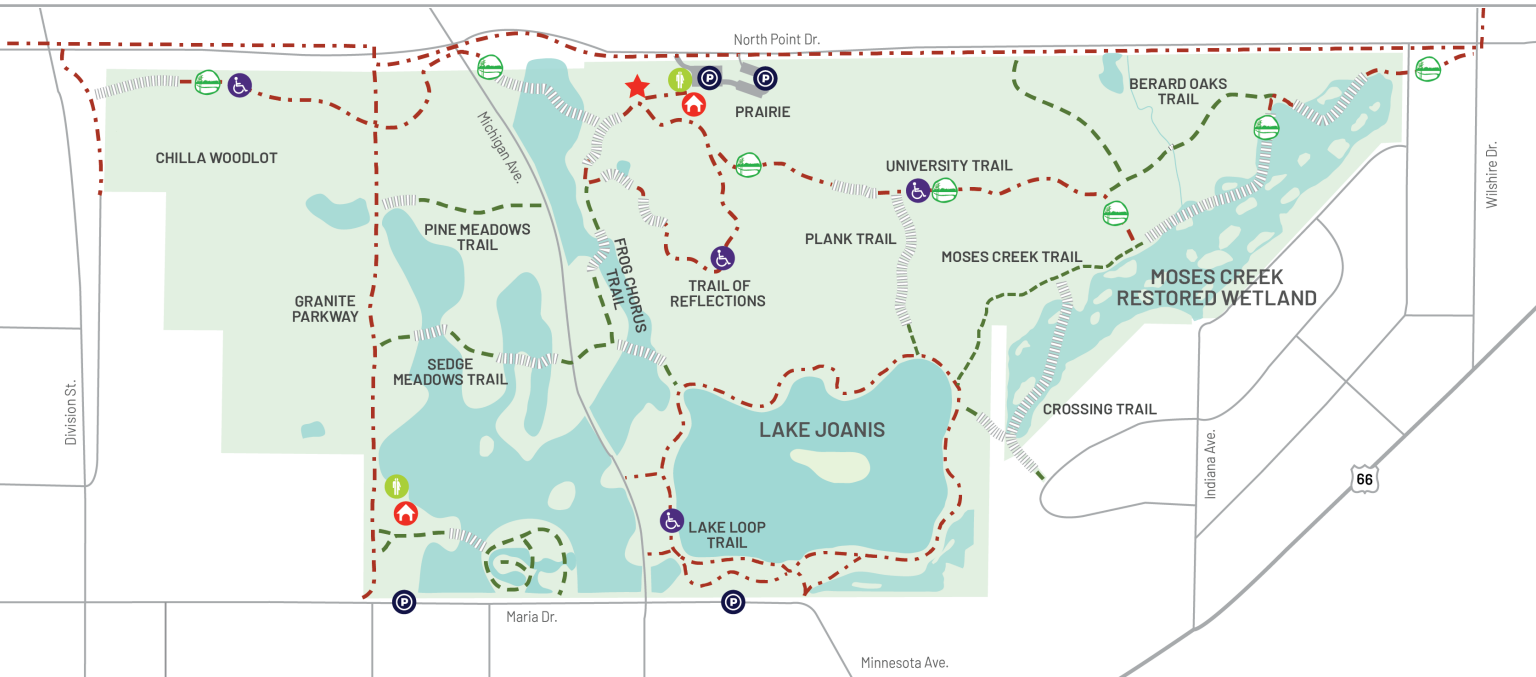 North Point Dr.
BERARD OAKS
TRAIL
P
P
PRAIRIE
Michigan Ave.
CHILLA WOODLOT
UNIVERSITY TRAIL
Wilshire Dr.
PINE MEADOWS
TRAIL
PLANK TRAIL
MOSES CREEK TRAIL
FROG CHORUS
TRAIL
TRAIL OF
REFLECTIONS
MOSES CREEK
RESTORED WETLAND
GRANITE
PARKWAY
SEDGE
MEADOWS TRAIL
Division St.
LAKE JOANIS
CROSSING TRAIL
Indiana Ave.
66
LAKE LOOP
TRAIL
P
P
Maria Dr.
Minnesota Ave.